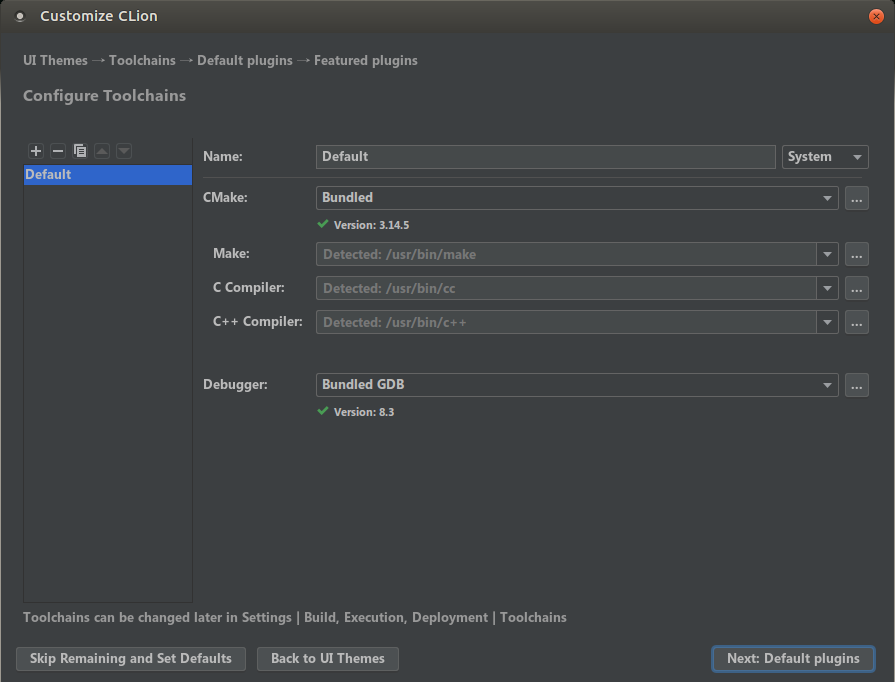 Customize CLion
UI Themes → Toolchains → Default plugins → Featured plugins
Configure Toolchains
Default
Name: Default System
CMake: Bundled ...
Version: 3.14.5
Make: Detected: /usr/bin/make ...
C Compiler: Detected: /usr/bin/cc ...
C++ Compiler: Detected: /usr/bin/c++ ...
Debugger: Bundled GDB ...
Version: 8.3
Toolchains can be changed later in Settings | Build, Execution, Deployment | Toolchains
Skip Remaining and Set Defaults Back to UI Themes Next: Default plugins